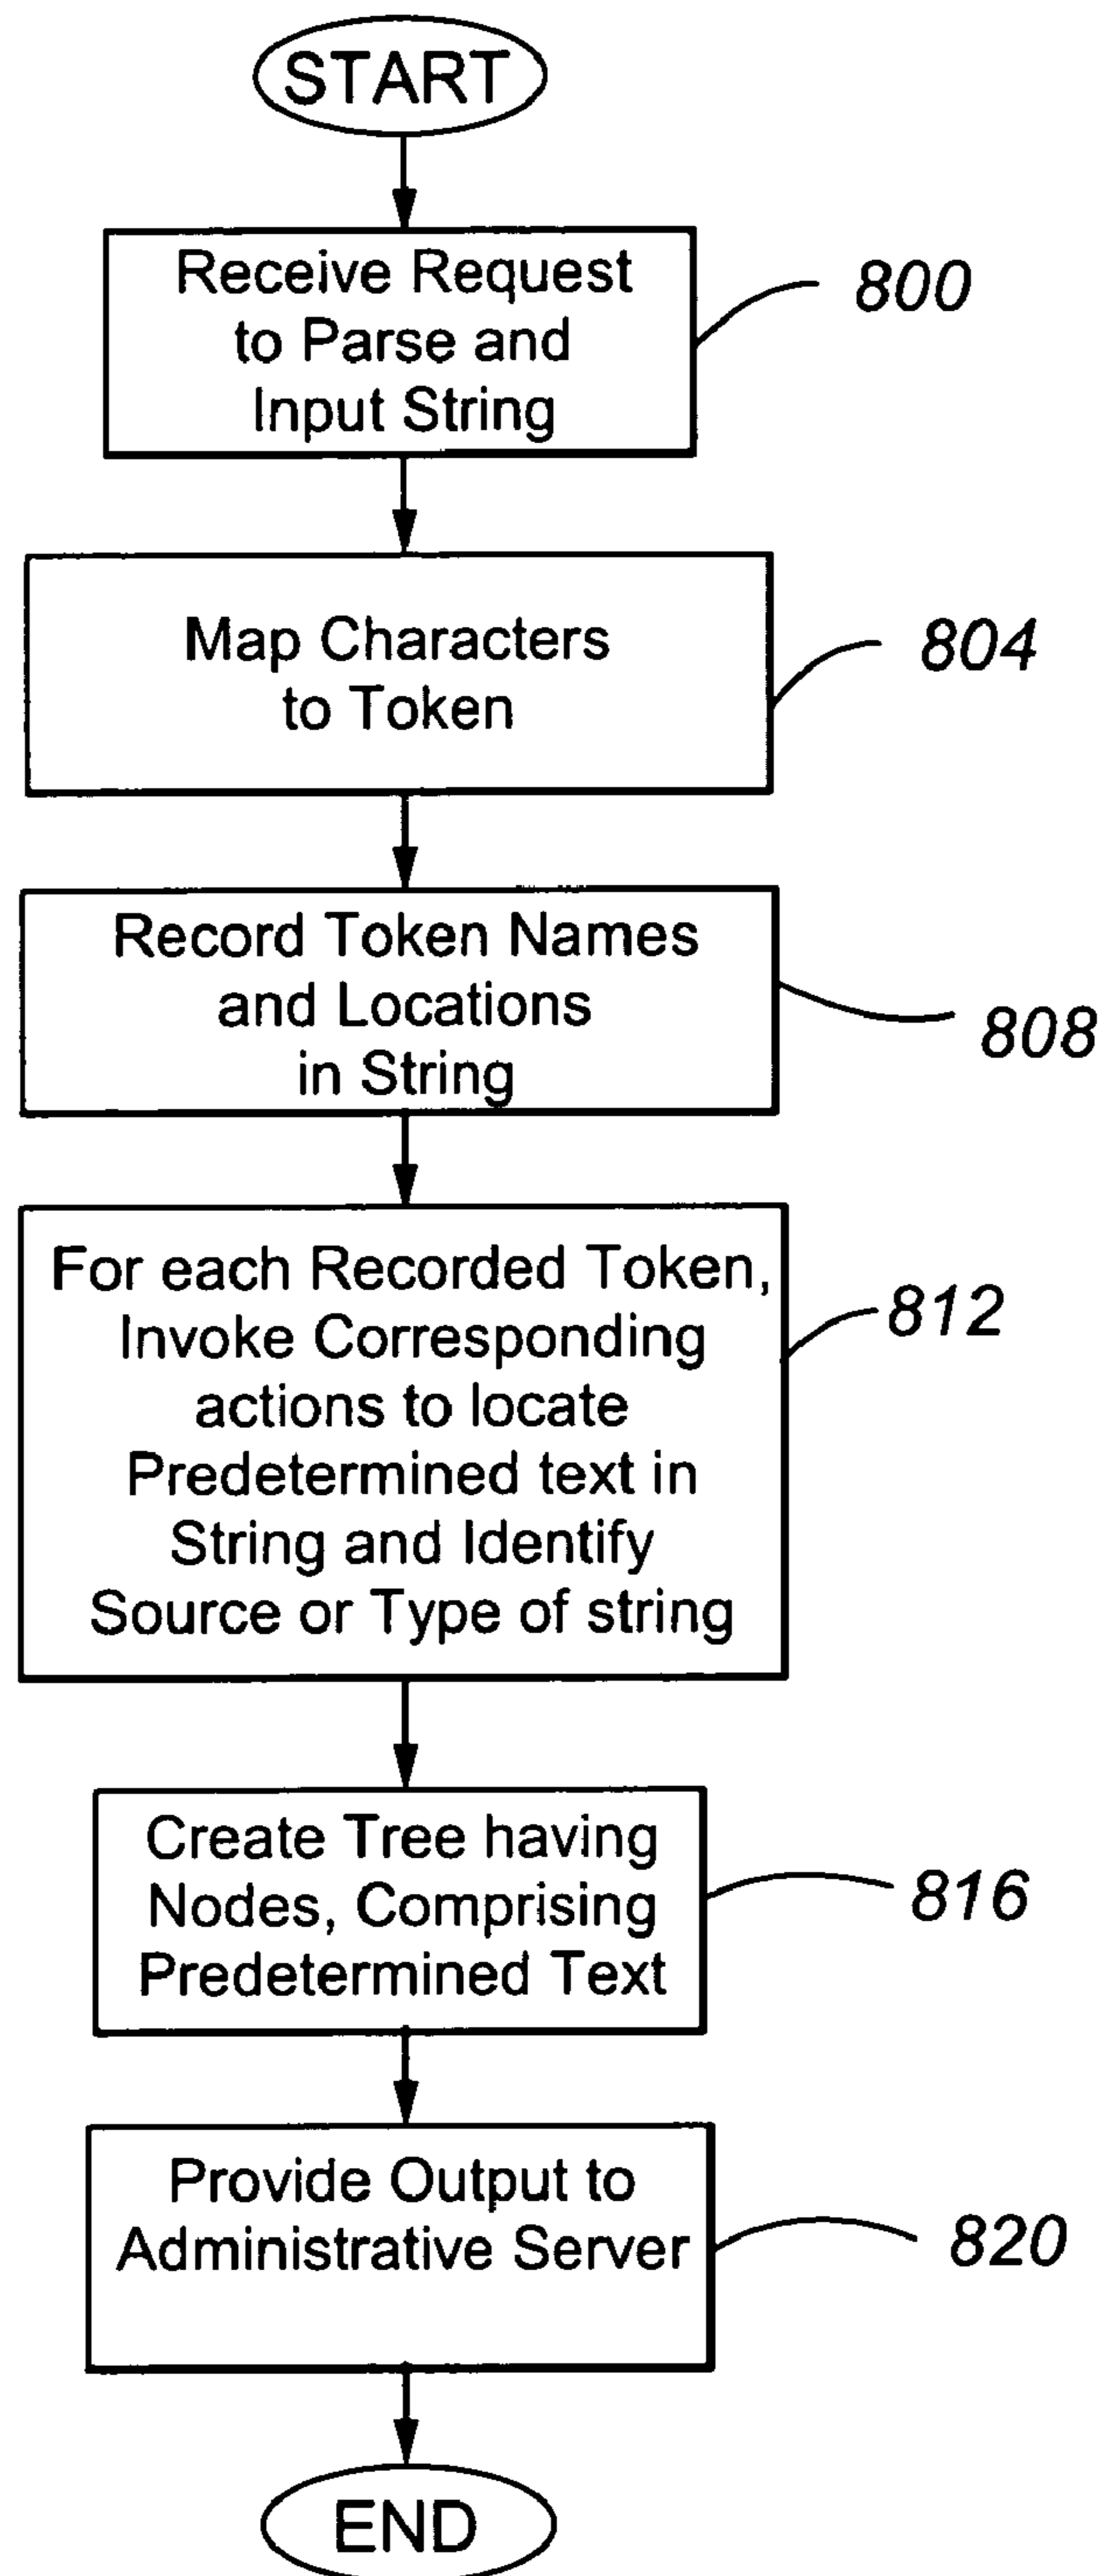 START
Receive Request
to Parse and
Input String
800
Map Characters
to Token
804
Record Token Names
and Locations
in String
808
For each Recorded Token,
Invoke Corresponding
actions to locate
Predetermined text in
String and Identify
Source or Type of string
812
Create Tree having
Nodes, Comprising
Predetermined Text
816
Provide Output to
Administrative Server
820
END